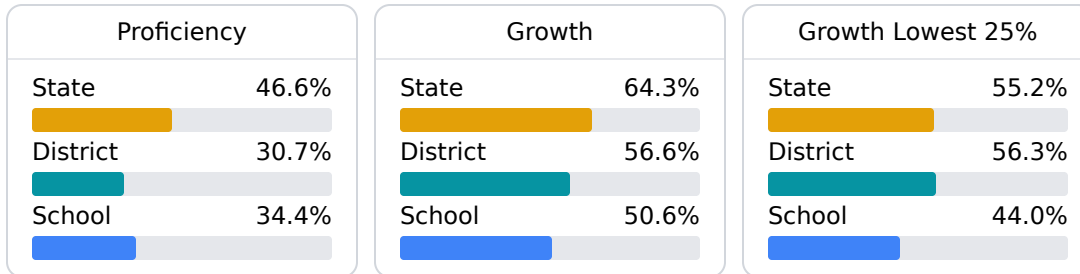 Proficiency
State 46.6%
District 30.7%
School 34.4%
Growth
State 64.3%
District 56.6%
School 50.6%
Growth Lowest 25%
State 55.2%
District 56.3%
School 44.0%